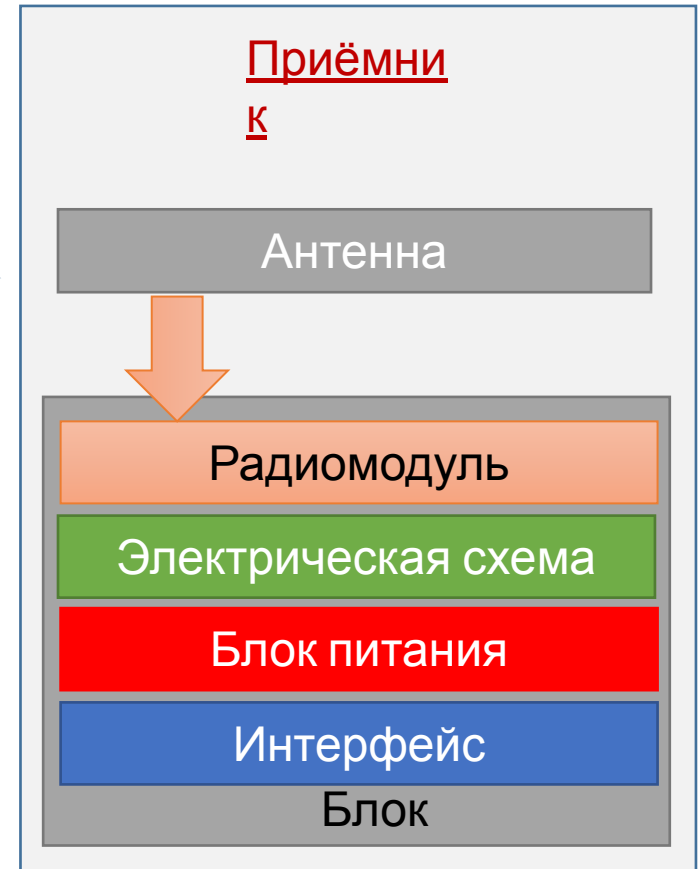 Приёмни
к
Антенна
Радиомодуль
Электрическая схема
Блок питания
Интерфейс
Блок